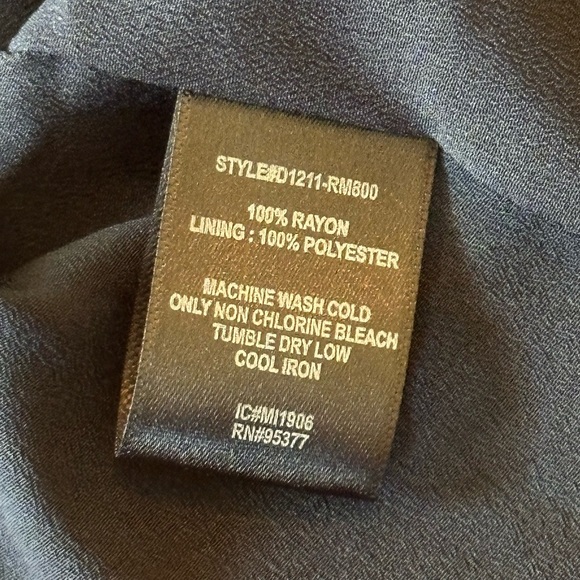 STYLE#D1211-RM800
100% RAYON
LINING : 100% POLYESTER
MACHINE WASH COLD
ONLY NON CHLORINE BLEACH
TUMBLE DRY LOW
COOL IRON
IC#MI1906
RN#95377